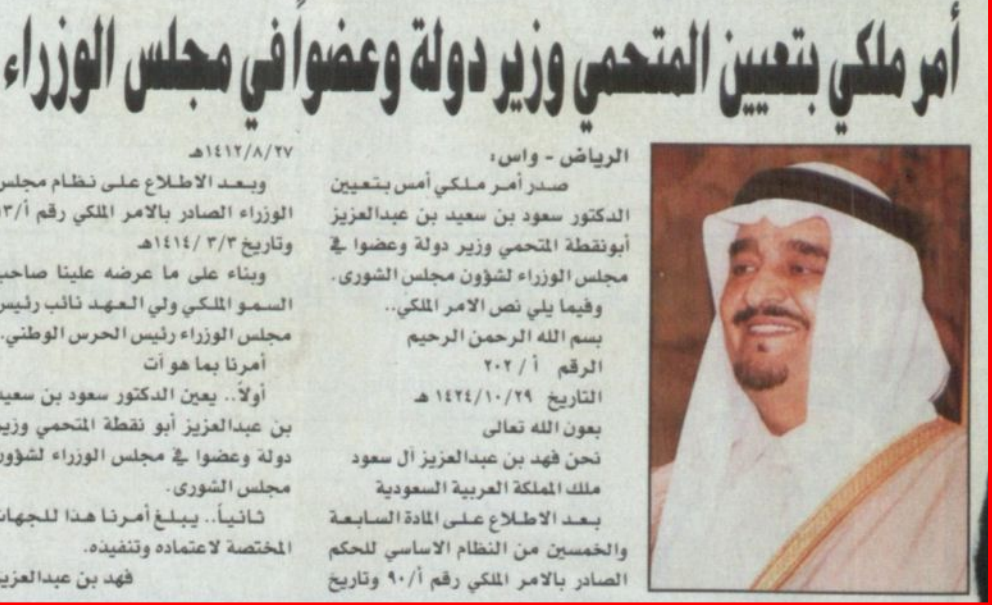 أمر ملكي بتعيين المتحمي وزير دولة وعضواً في مجلس الوزراء
الرياض - واس:
صدر أمر ملكي أمس بتعيين
الدكتور سعود بن سعيد بن عبدالعزيز
أبونقطة المتحمي وزير دولة وعضوا في
مجلس الوزراء لشؤون مجلس الشورى.
وفيما يلي نص الامر الملكي..
بسم الله الرحمن الرحيم
الرقم أ / ٢٠٢
التاريخ ١٤٢٤/١٠/٢٩ هـ
بعون الله تعالى
نحن فهد بن عبدالعزيز آل سعود
ملك المملكة العربية السعودية
بعد الاطلاع على المادة السابعة
والخمسين من النظام الاساسي للحكم
الصادر بالامر الملكي رقم أ/٩٠ وتاريخ
١٤١٢/٨/٢٧هـ
وبعد الاطلاع على نظام مجلس
الوزراء الصادر بالامر الملكي رقم أ/١٣
وتاريخ ٣/٣ /١٤١٤هـ
وبناء على ما عرضه علينا صاحب
السمو الملكي ولي العهد نائب رئيس
مجلس الوزراء رئيس الحرس الوطني.
أمرنا بما هو آت
أولاً.. يعين الدكتور سعود بن سعيد
بن عبدالعزيز أبو نقطة المتحمي وزير
دولة وعضوا في مجلس الوزراء لشؤون
مجلس الشورى.
ثانياً.. يبلغ أمرنا هذا للجهات
المختصة لاعتماده وتنفيذه.
فهد بن عبدالعزيز